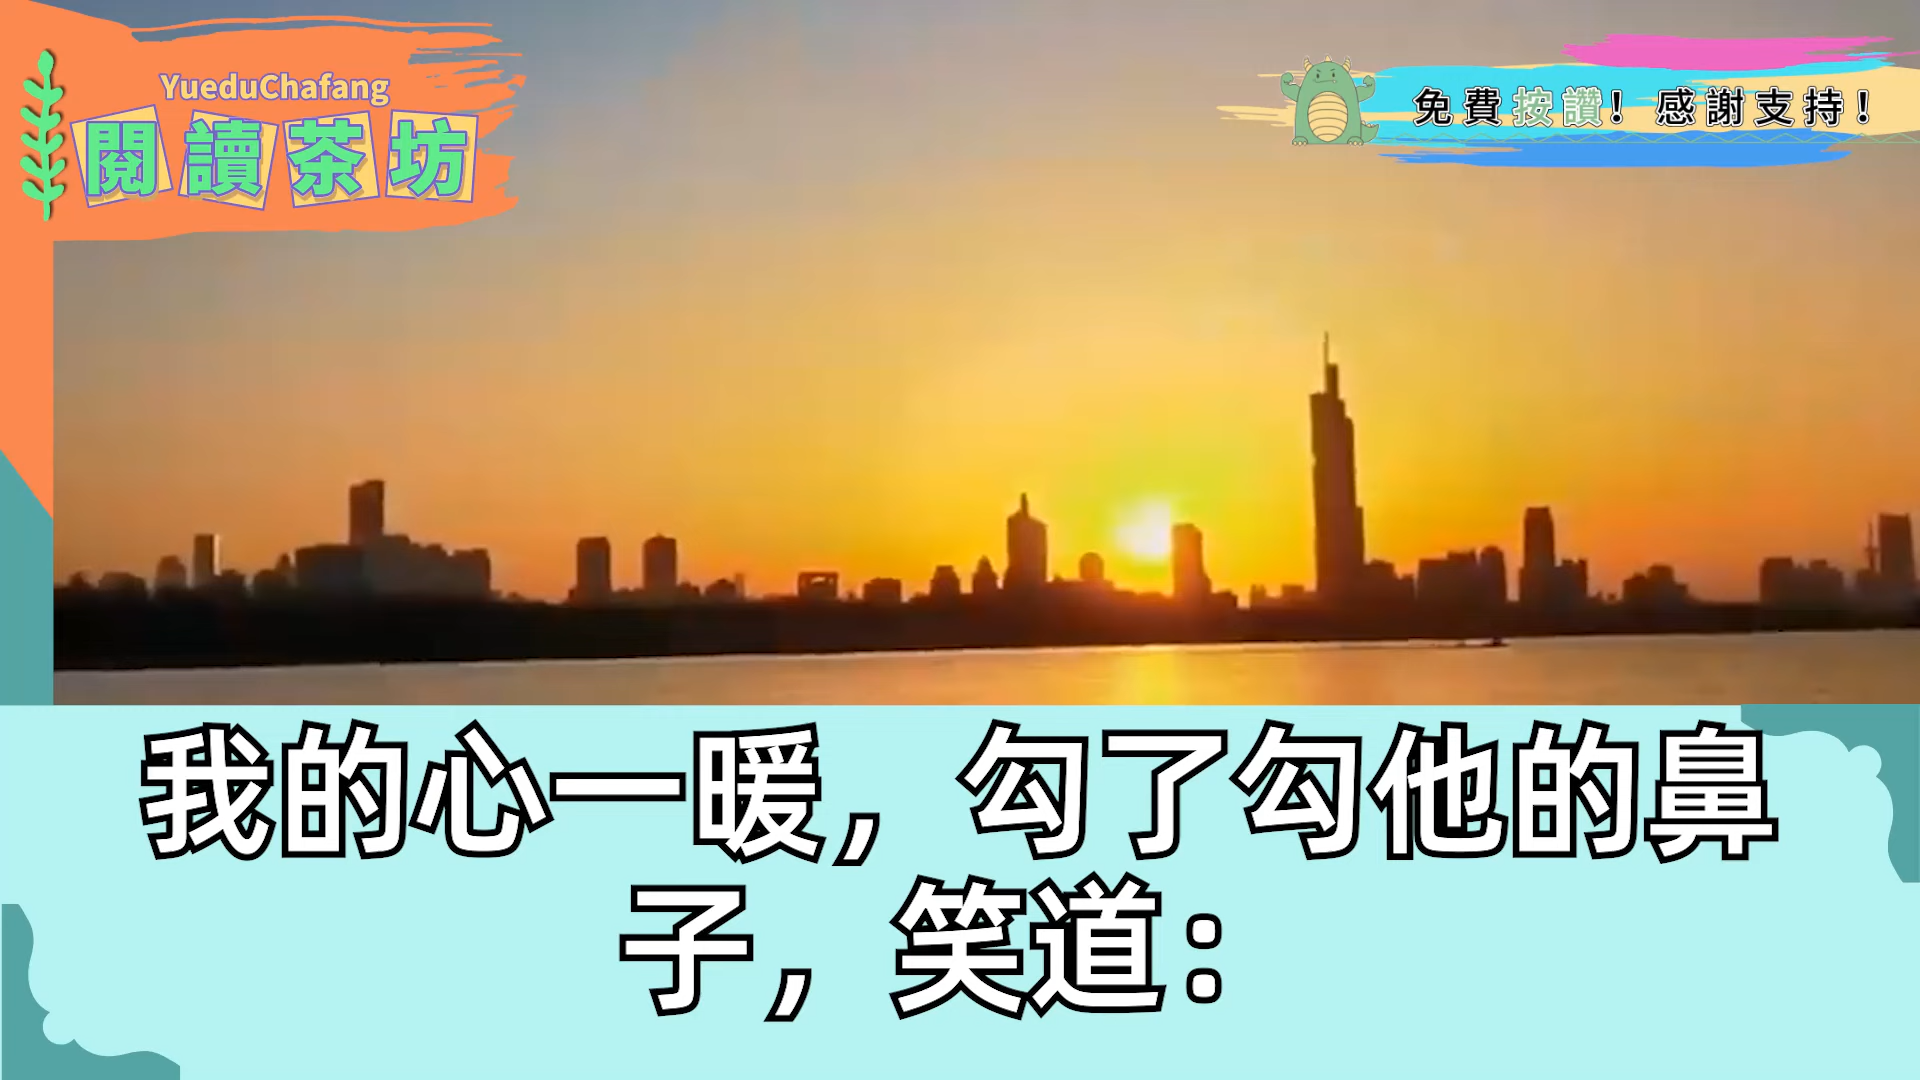 YueduChafang
閱讀茶坊
免費按讚！感謝支持！
我的心一暖，勾了勾他的鼻
子，笑道：